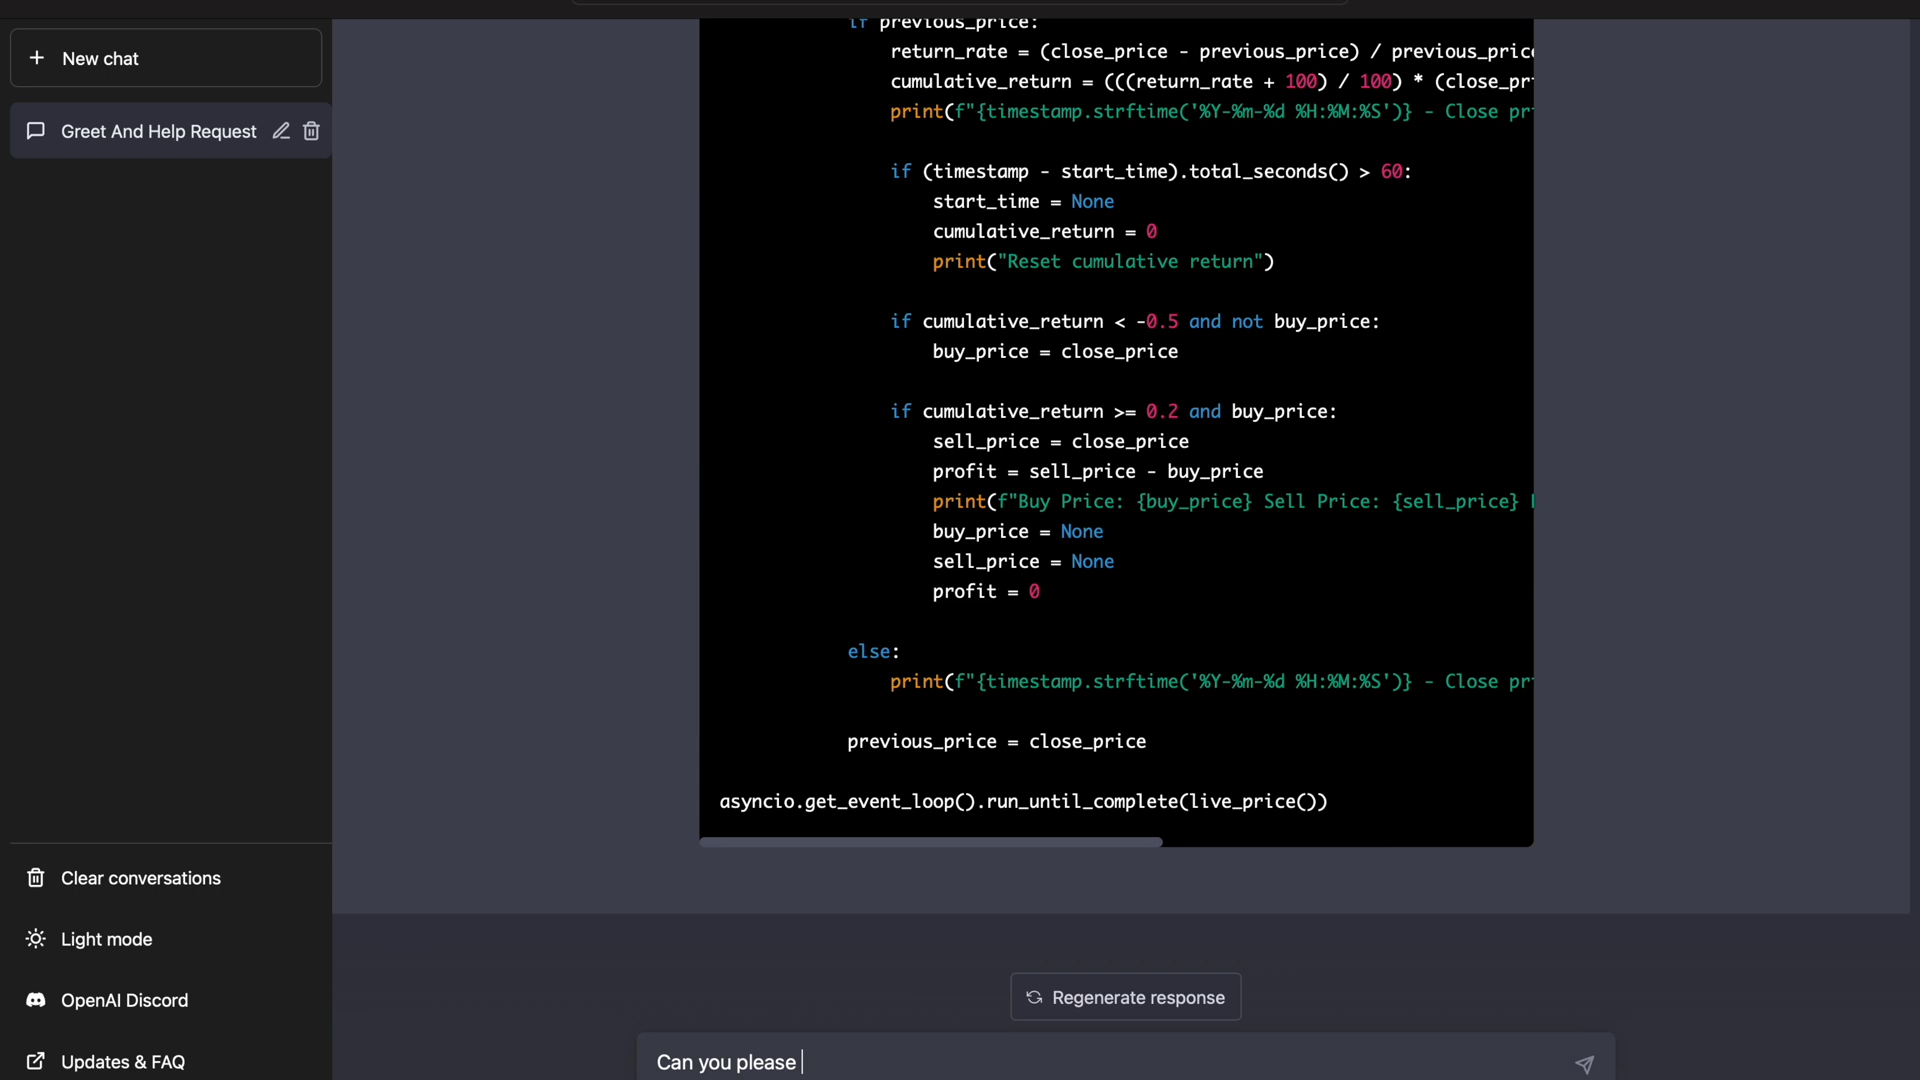 New chat
Greet And Help Request
Clear conversations
Light mode
OpenAI Discord
Updates & FAQ
if previous_price:
return_rate = (close_price - previous_price) / previous_price
cumulative_return = (((return_rate + 100) / 100) * (close_pr
print(f"{timestamp.strftime('%Y-%m-%d %H:%M:%S')} - Close pr
if (timestamp - start_time).total_seconds() > 60:
start_time = None
cumulative_return = 0
print("Reset cumulative return")
if cumulative_return < -0.5 and not buy_price:
buy_price = close_price
if cumulative_return >= 0.2 and buy_price:
sell_price = close_price
profit = sell_price - buy_price
print(f"Buy Price: {buy_price} Sell Price: {sell_price}
buy_price = None
sell_price = None
profit = 0
else:
print(f"{timestamp.strftime('%Y-%m-%d %H:%M:%S')} - Close pr
previous_price = close_price
asyncio.get_event_loop().run_until_complete(live_price())
Regenerate response
Can you please